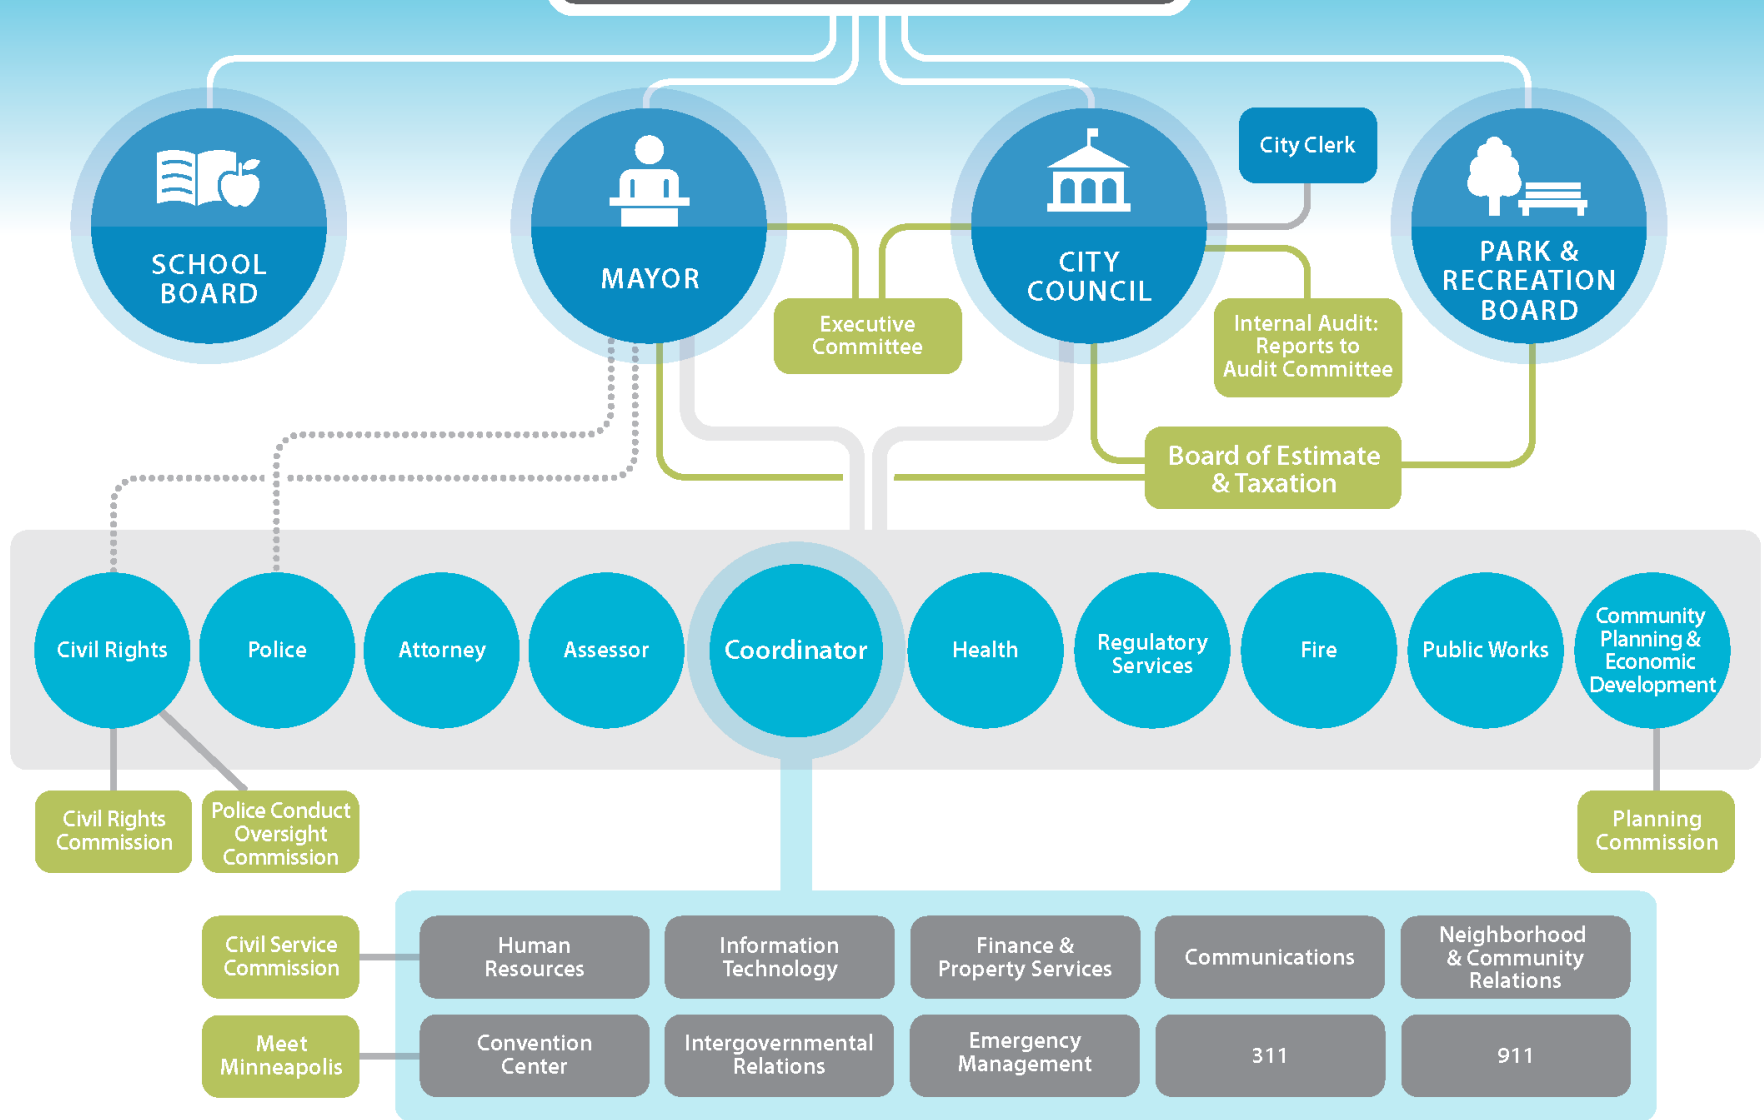 SCHOOL
BOARD
MAYOR
CITY
COUNCIL
City Clerk
PARK &
RECREATION
BOARD
Executive
Committee
Internal Audit:
Reports to
Audit Committee
Board of Estimate
& Taxation
Civil Rights
Police
Attorney
Assessor
Coordinator
Health
Regulatory
Services
Fire
Public Works
Community
Planning &
Economic
Development
Civil Rights
Commission
Police Conduct
Oversight
Commission
Planning
Commission
Civil Service
Commission
Human
Resources
Information
Technology
Finance &
Property Services
Communications
Neighborhood
& Community
Relations
Meet
Minneapolis
Convention
Center
Intergovernmental
Relations
Emergency
Management
311
911